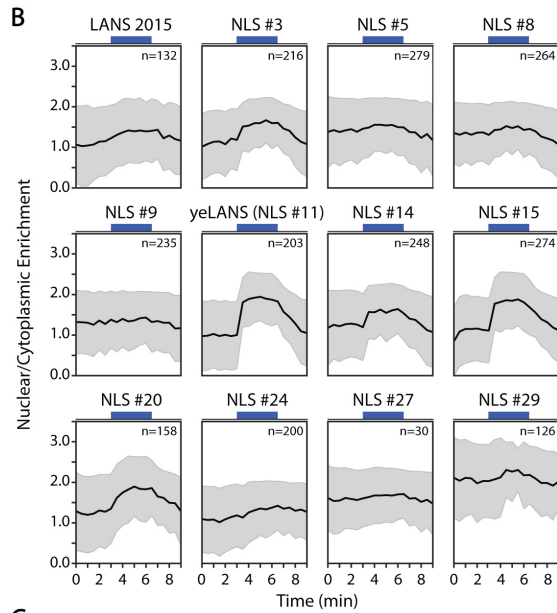 B
LANS 2015 NLS #3 NLS #5 NLS #8
n=132 n=216 n=279 n=264
3.0
2.0
1.0
0.0
NLS #9 yeLANS (NLS #11) NLS #14 NLS #15
n=235 n=203 n=248 n=274
3.0
2.0
1.0
0.0
NLS #20 NLS #24 NLS #27 NLS #29
n=158 n=200 n=30 n=126
3.0
2.0
1.0
0.0
0 2 4 6 8 0 2 4 6 8 0 2 4 6 8 0 2 4 6 8
Nuclear/Cytoplasmic Enrichment
Time (min)